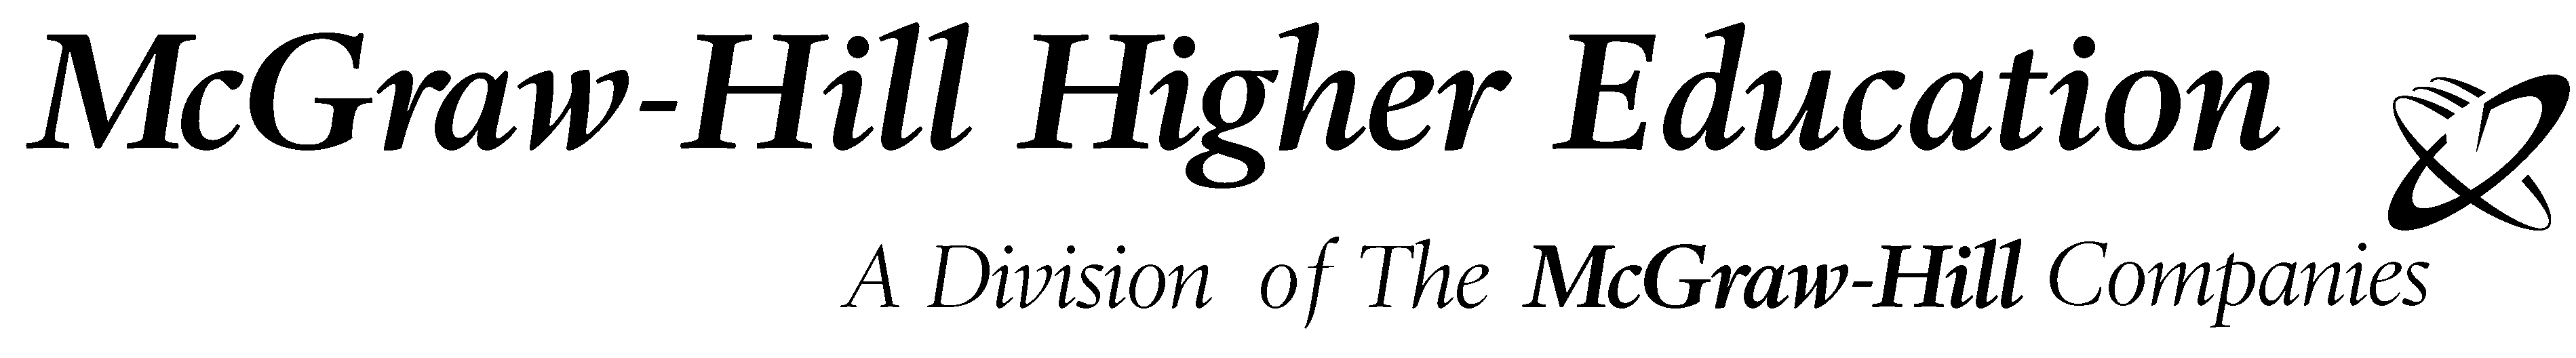 McGraw-Hill Higher Education
A Division of The McGraw-Hill Companies